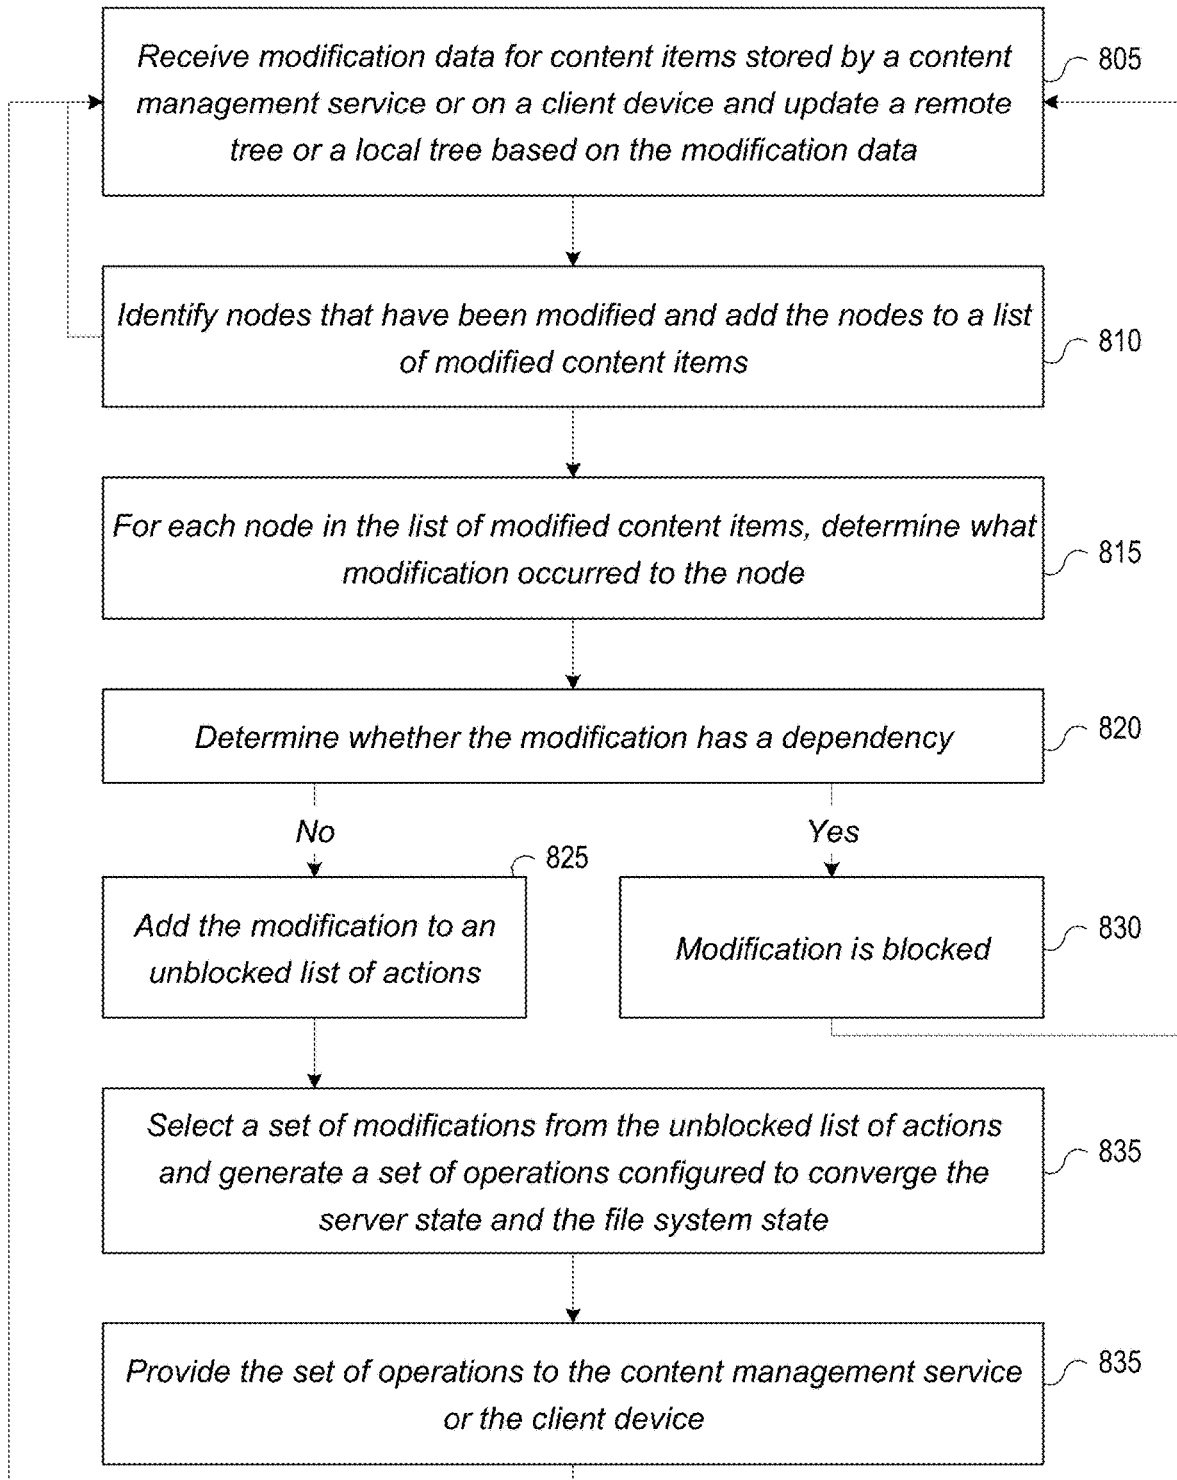 Receive modification data for content items stored by a content
management service or on a client device and update a remote
tree or a local tree based on the modification data
805
Identify nodes that have been modified and add the nodes to a list
of modified content items
810
For each node in the list of modified content items, determine what
modification occurred to the node
815
Determine whether the modification has a dependency
820
No
Yes
825
Add the modification to an
unblocked list of actions
Modification is blocked
830
Select a set of modifications from the unblocked list of actions
and generate a set of operations configured to converge the
server state and the file system state
835
Provide the set of operations to the content management service
or the client device
835